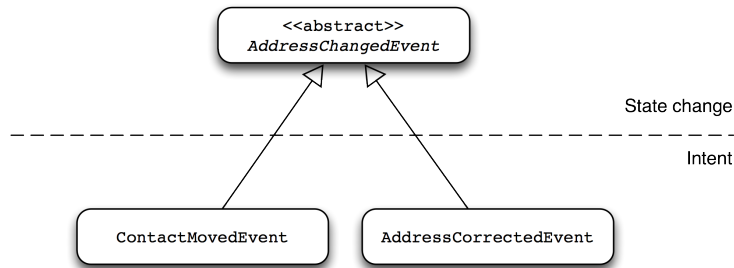 <<abstract>>
AddressChangedEvent
State change
Intent
ContactMovedEvent
AddressCorrectedEvent